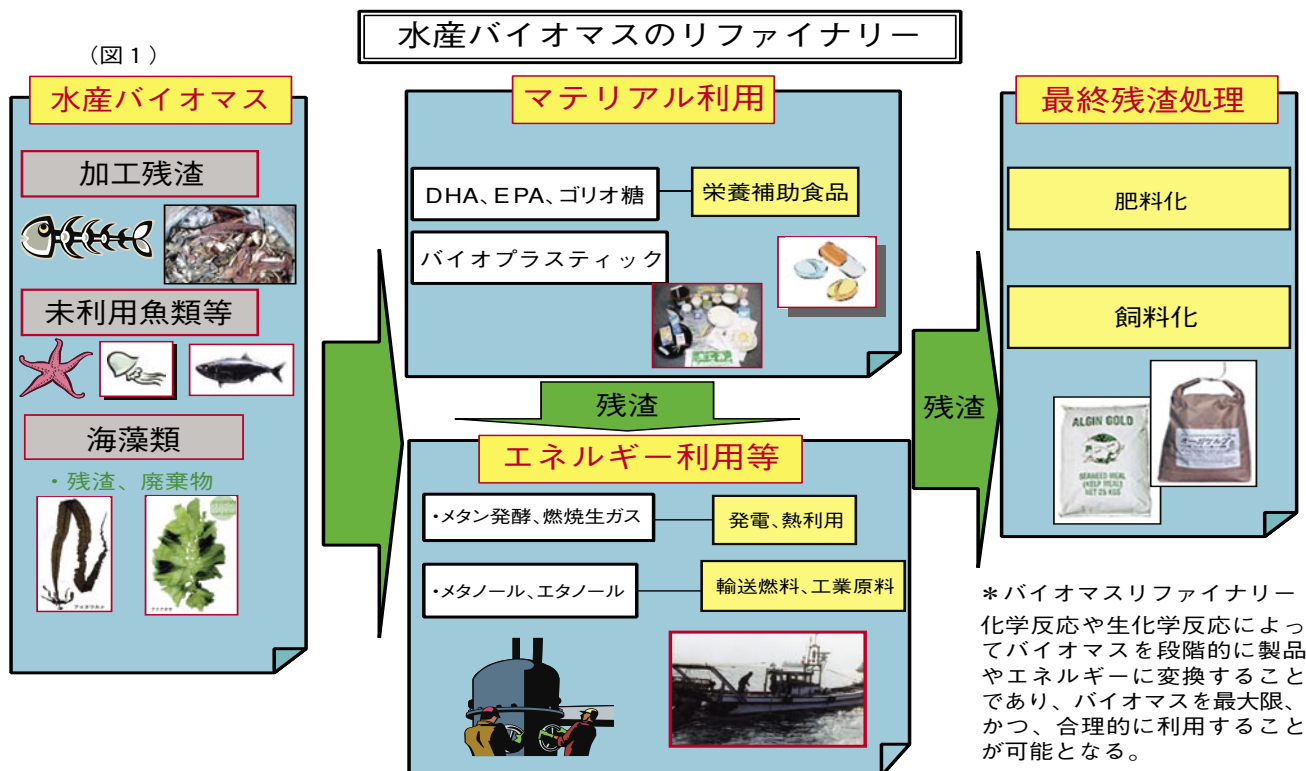 水産バイオマスのリファイナリー
（図１）
水産バイオマス
加工残渣
未利用魚類等
海藻類
・残渣、廃棄物
マテリアル利用
DHA、EPA、ゴリオ糖
栄養補助食品
バイオプラスティック
残渣
エネルギー利用等
・メタン発酵、燃焼生ガス
発電、熱利用
・メタノール、エタノール
輸送燃料、工業原料
残渣
最終残渣処理
肥料化
飼料化
ALGIN GOLD
SEAWEED MEAL
(KELP MEAL)
NET 25 KGS
＊バイオマスリファイナリー
化学反応や生化学反応によっ
てバイオマスを段階的に製品
やエネルギーに変換すること
であり、バイオマスを最大限、
かつ、合理的に利用すること
が可能となる。